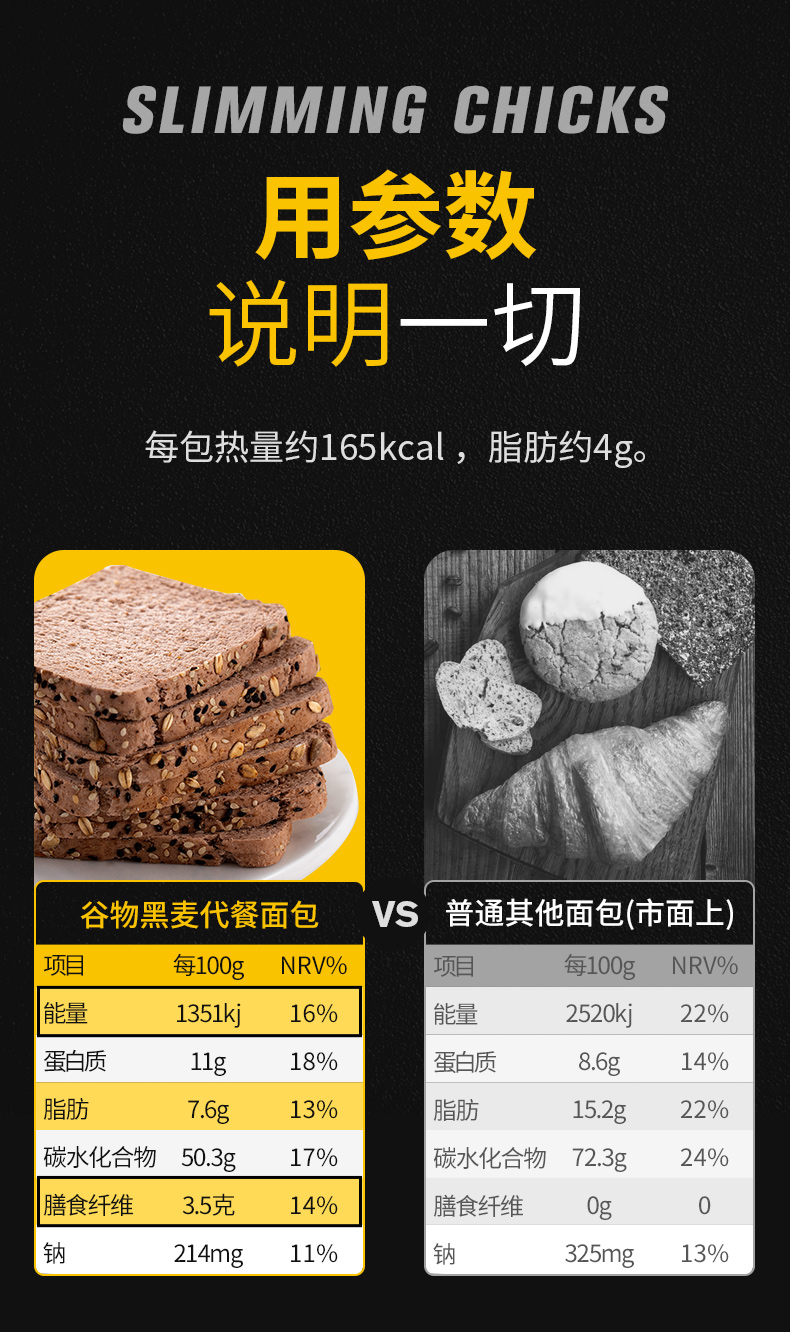 SLIMMING CHICKS
用参数
说明一切
每包热量约165kcal，脂肪约4g。
谷物黑麦代餐面包
VS
普通其他面包(市面上)
项目 每100g NRV%
能量 1351kj 16%
蛋白质 11g 18%
脂肪 7.6g 13%
碳水化合物 50.3g 17%
膳食纤维 3.5克 14%
钠 214mg 11%
项目 每100g NRV%
能量 2520kj 22%
蛋白质 8.6g 14%
脂肪 15.2g 22%
碳水化合物 72.3g 24%
膳食纤维 0g 0
钠 325mg 13%